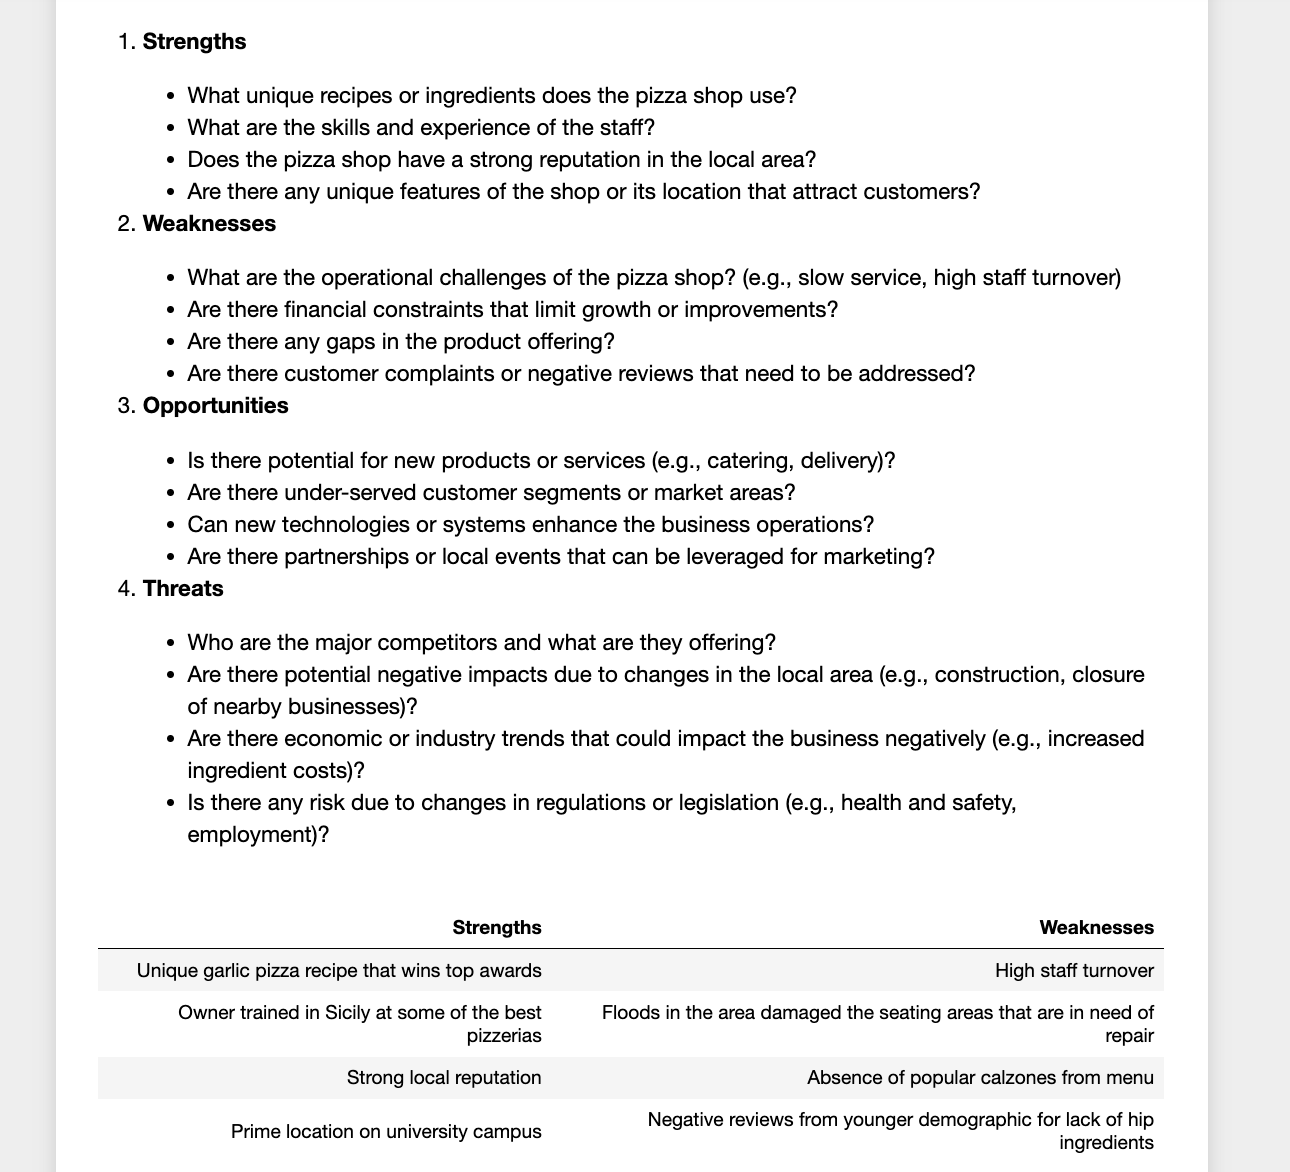 1. Strengths
• What unique recipes or ingredients does the pizza shop use?
• What are the skills and experience of the staff?
• Does the pizza shop have a strong reputation in the local area?
• Are there any unique features of the shop or its location that attract customers?
2. Weaknesses
• What are the operational challenges of the pizza shop? (e.g., slow service, high staff turnover)
• Are there financial constraints that limit growth or improvements?
• Are there any gaps in the product offering?
• Are there customer complaints or negative reviews that need to be addressed?
3. Opportunities
• Is there potential for new products or services (e.g., catering, delivery)?
• Are there under-served customer segments or market areas?
• Can new technologies or systems enhance the business operations?
• Are there partnerships or local events that can be leveraged for marketing?
4. Threats
• Who are the major competitors and what are they offering?
• Are there potential negative impacts due to changes in the local area (e.g., construction, closure
of nearby businesses)?
• Are there economic or industry trends that could impact the business negatively (e.g., increased
ingredient costs)?
• Is there any risk due to changes in regulations or legislation (e.g., health and safety,
employment)?
Strengths Weaknesses
Unique garlic pizza recipe that wins top awards High staff turnover
Owner trained in Sicily at some of the best
pizzerias
Floods in the area damaged the seating areas that are in need of
repair
Strong local reputation Absence of popular calzones from menu
Prime location on university campus
Negative reviews from younger demographic for lack of hip
ingredients